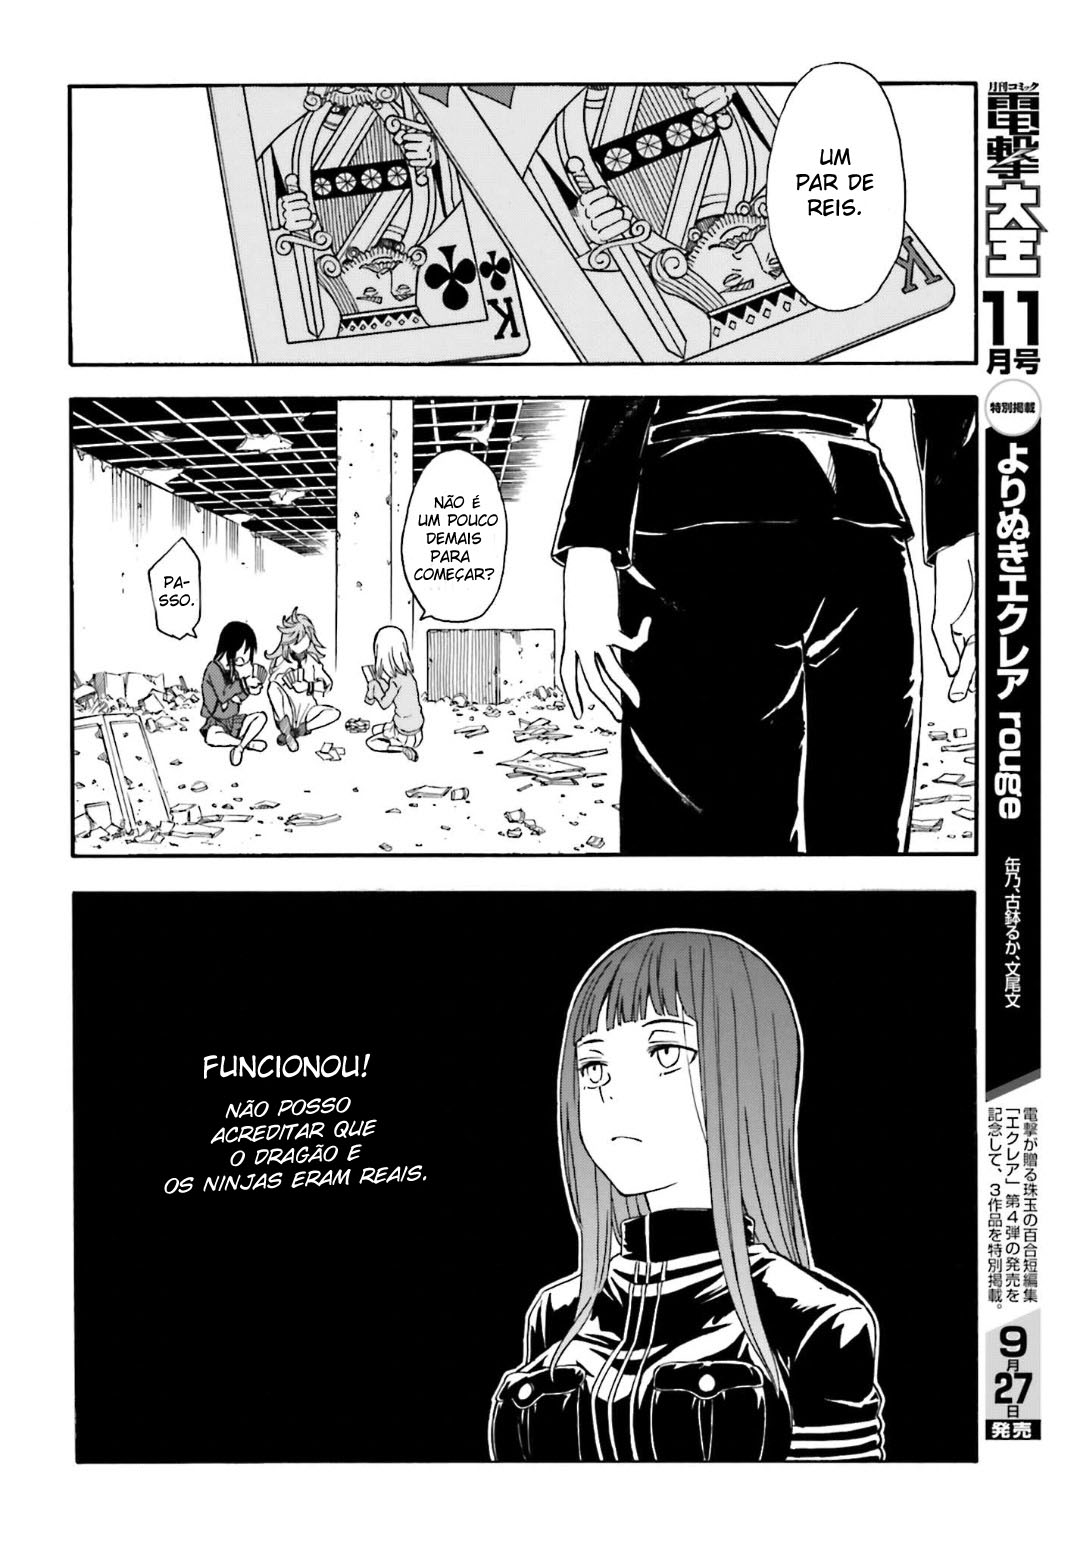 UM
PAR DE
REIS.
K
K
NÃO É
UM POUCO
DEMAIS
PARA
COMEÇAR?
PA-
SSO.
FUNCIONOU!
NÃO POSSO
ACREDITAR QUE
O DRAGÃO E
OS NINJAS ERAM REAIS.
月刊コミック
電撃大王
11
月号
特別掲載
よりぬきエクレア rouge
缶乃、古鉢るか、文尾文
電撃が贈る珠玉の百合短編集
「エクレア」第4弾の発売を
記念して、3作品を特別掲載。
9
月
27
日
発売